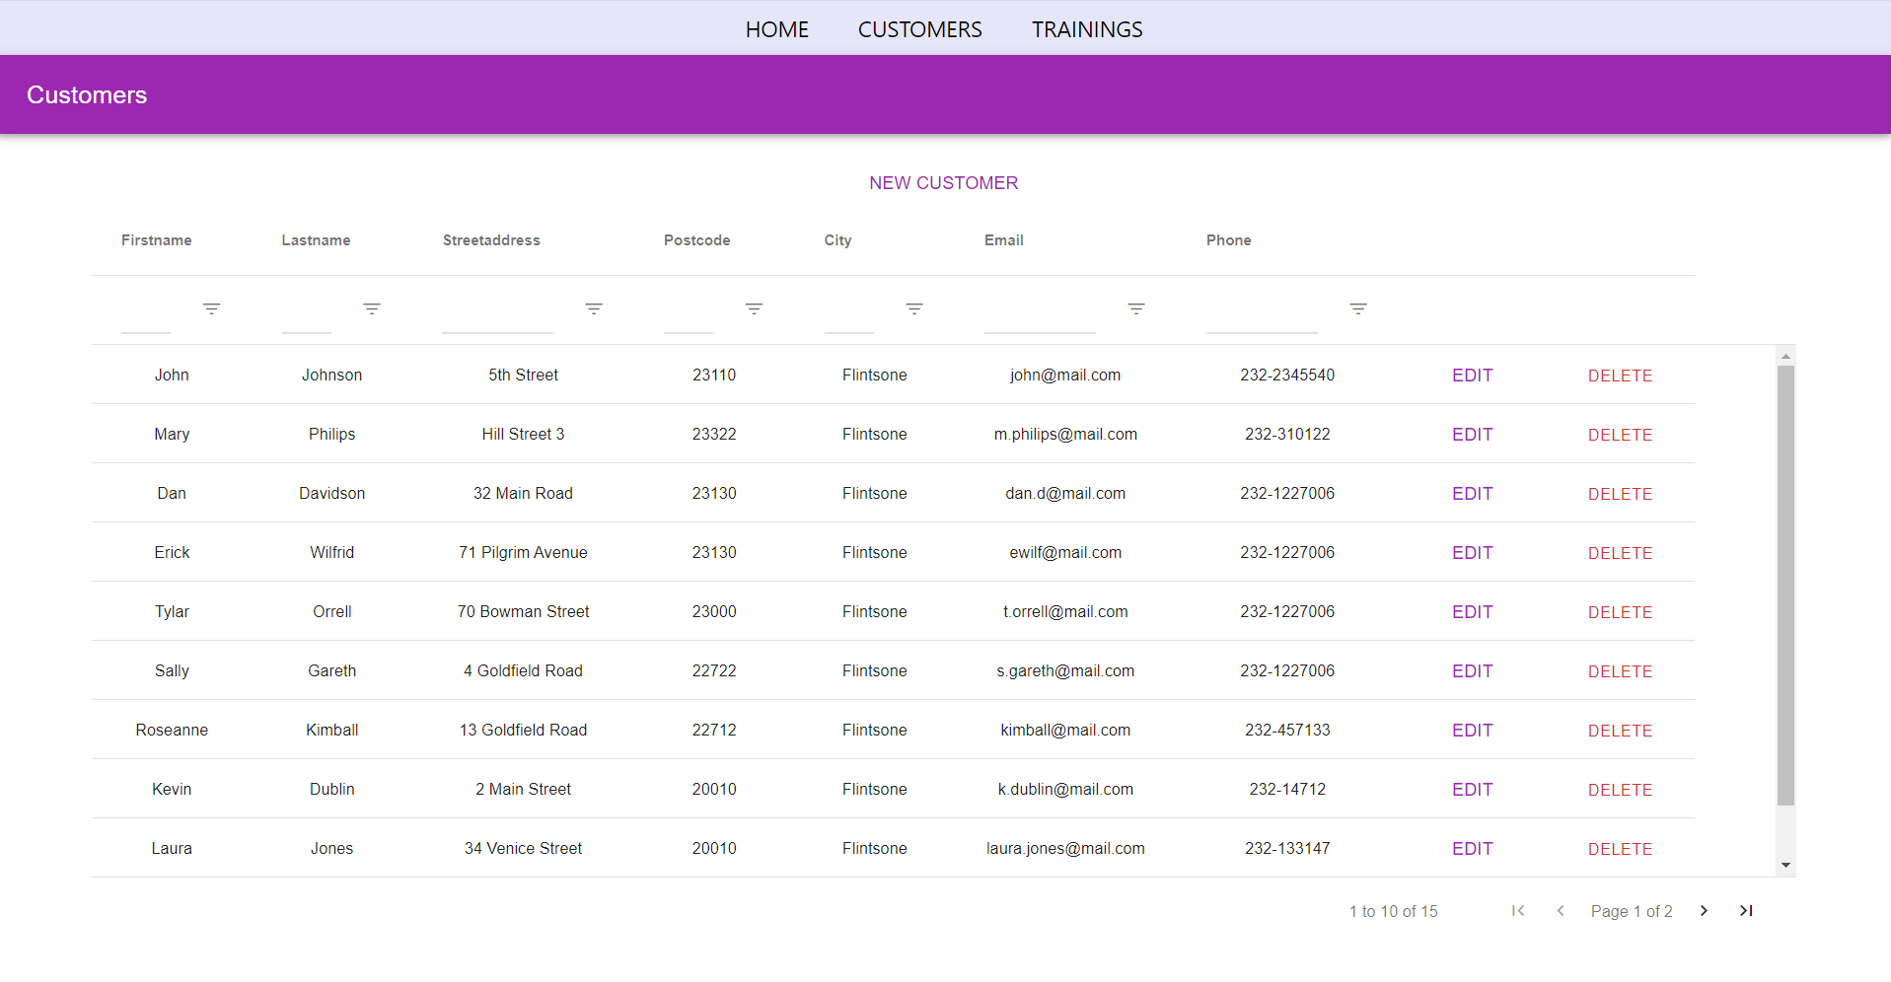 HOME CUSTOMERS TRAININGS
Customers
NEW CUSTOMER
Firstname Lastname Streetaddress Postcode City Email Phone
John Johnson 5th Street 23110 Flintsone john@mail.com 232-2345540 EDIT DELETE
Mary Philips Hill Street 3 23322 Flintsone m.philips@mail.com 232-310122 EDIT DELETE
Dan Davidson 32 Main Road 23130 Flintsone dan.d@mail.com 232-1227006 EDIT DELETE
Erick Wilfrid 71 Pilgrim Avenue 23130 Flintsone ewilf@mail.com 232-1227006 EDIT DELETE
Tylar Orrell 70 Bowman Street 23000 Flintsone t.orrell@mail.com 232-1227006 EDIT DELETE
Sally Gareth 4 Goldfield Road 22722 Flintsone s.gareth@mail.com 232-1227006 EDIT DELETE
Roseanne Kimball 13 Goldfield Road 22712 Flintsone kimball@mail.com 232-457133 EDIT DELETE
Kevin Dublin 2 Main Street 20010 Flintsone k.dublin@mail.com 232-14712 EDIT DELETE
Laura Jones 34 Venice Street 20010 Flintsone laura.jones@mail.com 232-133147 EDIT DELETE
1 to 10 of 15 Page 1 of 2